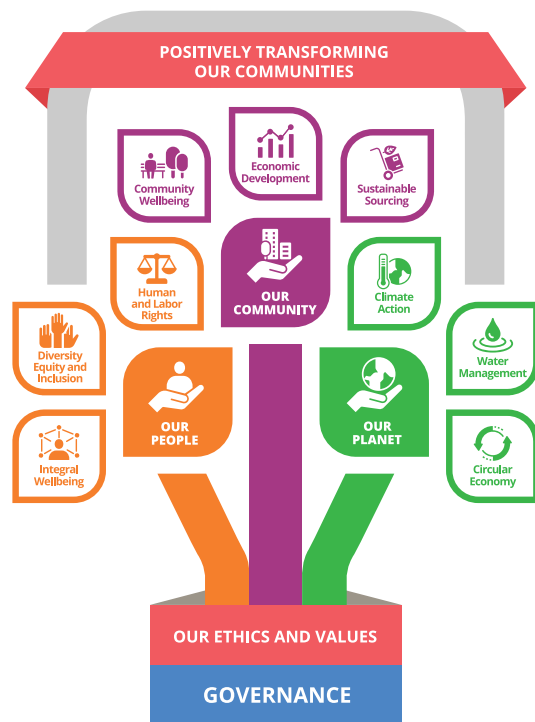 POSITIVELY TRANSFORMING
OUR COMMUNITIES
Economic
Development
Community
Wellbeing
Sustainable
Sourcing
Human
and Labor
Rights
OUR
COMMUNITY
Climate
Action
Diversity
Equity and
Inclusion
Water
Management
OUR
PEOPLE
OUR
PLANET
Integral
Wellbeing
Circular
Economy
OUR ETHICS AND VALUES
GOVERNANCE